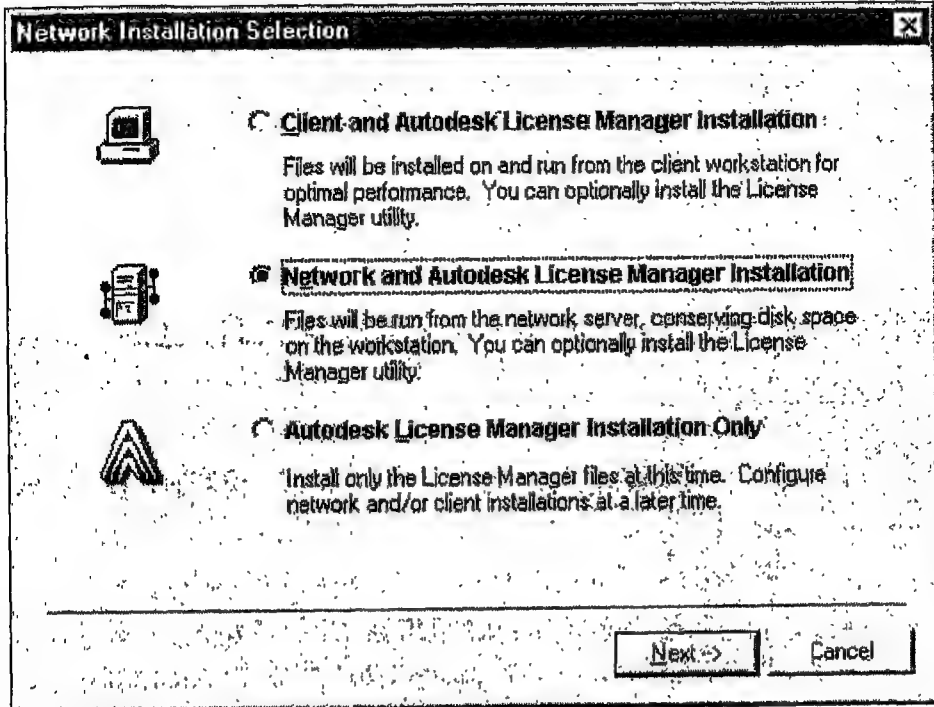 Network Installation Selection
Client and Autodesk License Manager Installation
Files will be installed on and run from the client workstation for
optimal performance. You can optionally install the License
Manager utility.
Network and Autodesk License Manager Installation
Files will be run from the network server, conserving disk space
on the workstation. You can optionally install the License
Manager utility.
Autodesk License Manager Installation Only
Install only the License Manager files at this time. Configure
network and/or client installations at a later time.
Next ->
Cancel